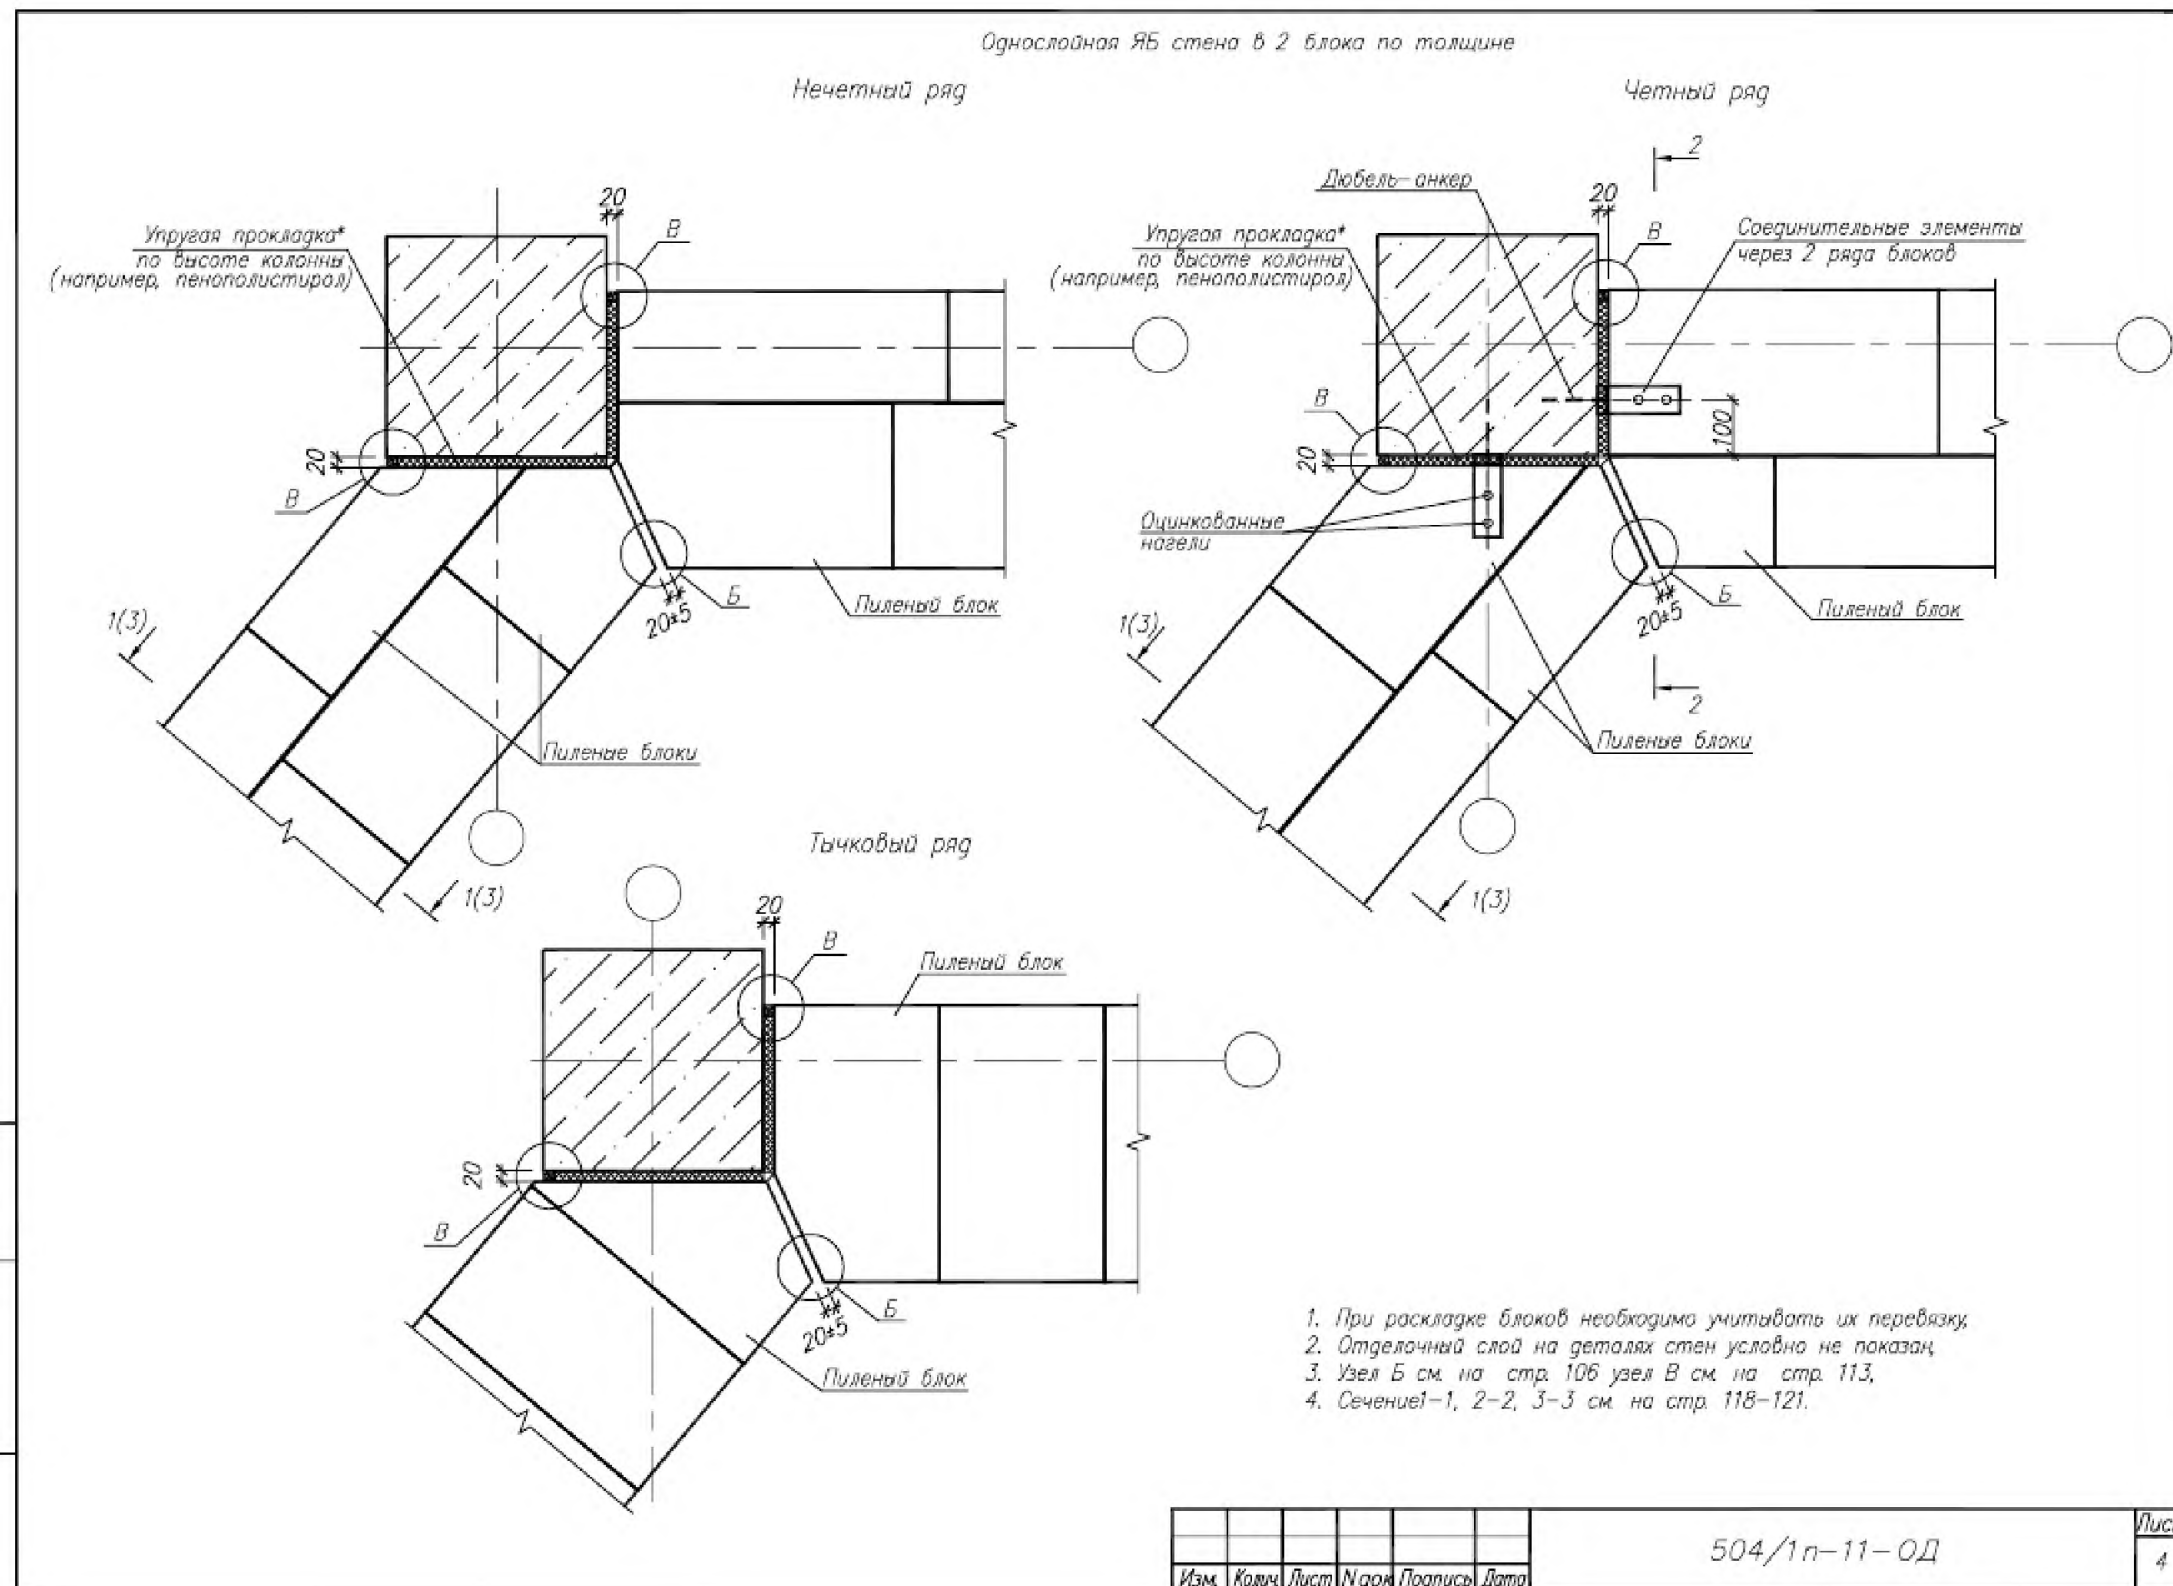 Однослойная ЯБ стена в 2 блока по толщине
Нечетный ряд
Четный ряд
20
В
Упругая прокладка*
по высоте колонны
(например, пенополистирол)
20
В
20±5
Б
Пиленый блок
1(3)
Пиленые блоки
1(3)
2
Дюбель-анкер
20
В
Соединительные элементы
через 2 ряда блоков
Упругая прокладка*
по высоте колонны
(например, пенополистирол)
В
100
20
Оцинкованные
нагели
20±5
Б
Пиленый блок
1(3)
2
Пиленые блоки
1(3)
Тычковый ряд
20
В
Пиленый блок
20
В
20±5
Б
Пиленый блок
1. При раскладке блоков необходимо учитывать их перевязку,
2. Отделочный слой на деталях стен условно не показан,
3. Узел Б см. на стр. 106 узел В см. на стр. 113,
4. Сечение1-1, 2-2, 3-3 см. на стр. 118-121.
504/1п-11-ОД
Лис
4
Изм. Колич Лист Nдок Подпись Дата